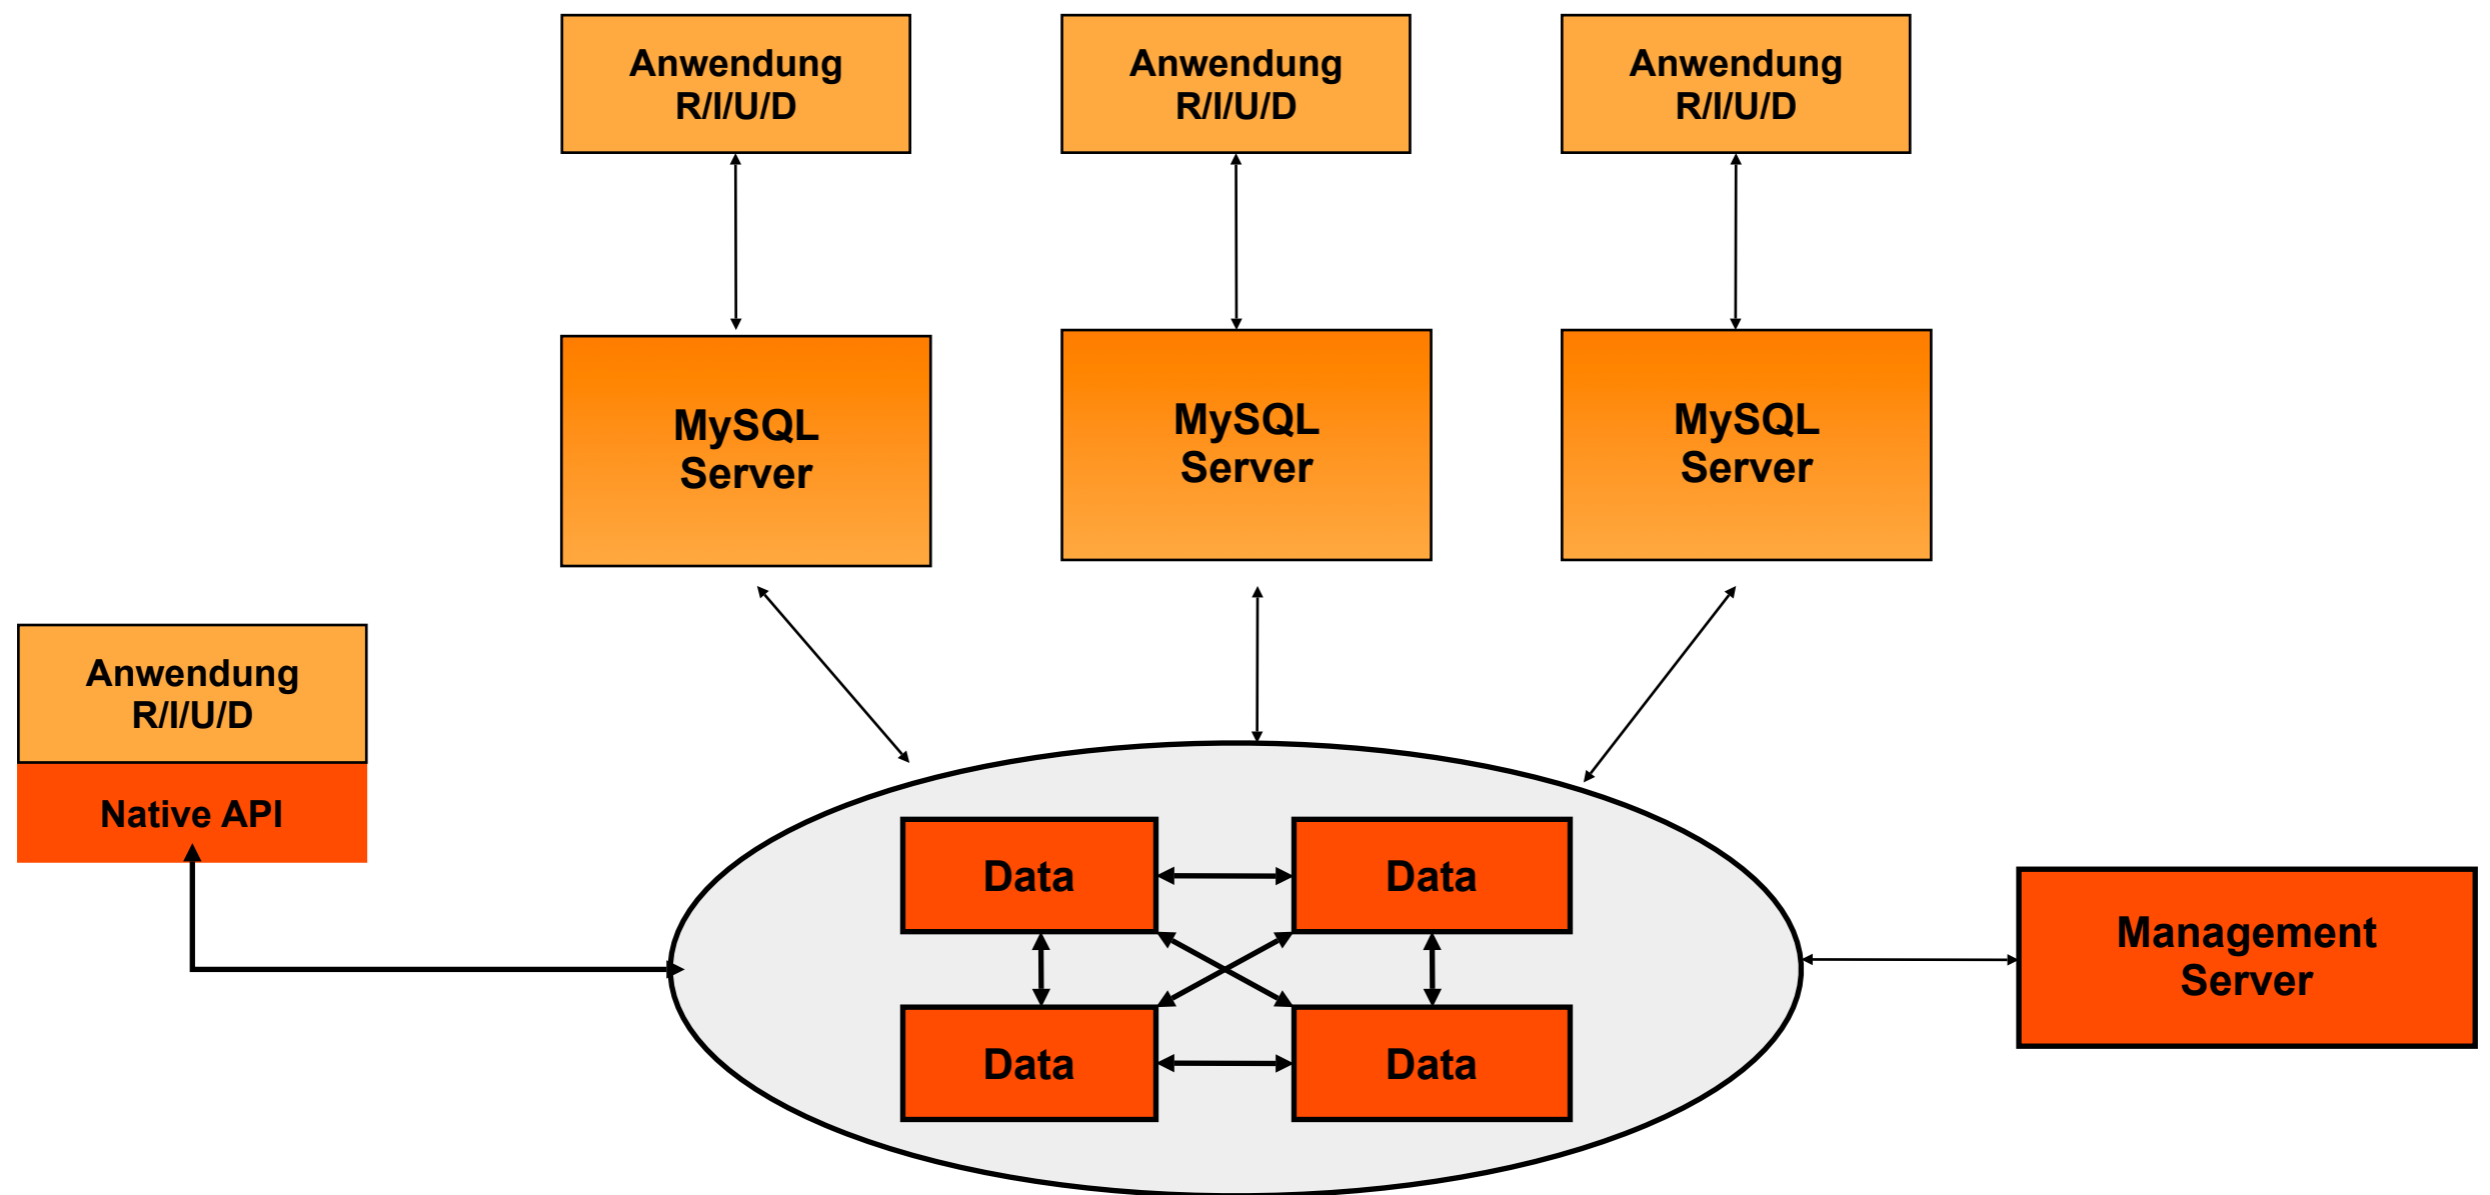 Anwendung
R/I/U/D
Anwendung
R/I/U/D
Anwendung
R/I/U/D
MySQL
Server
MySQL
Server
MySQL
Server
Anwendung
R/I/U/D
Native API
Data
Data
Data
Data
Management
Server